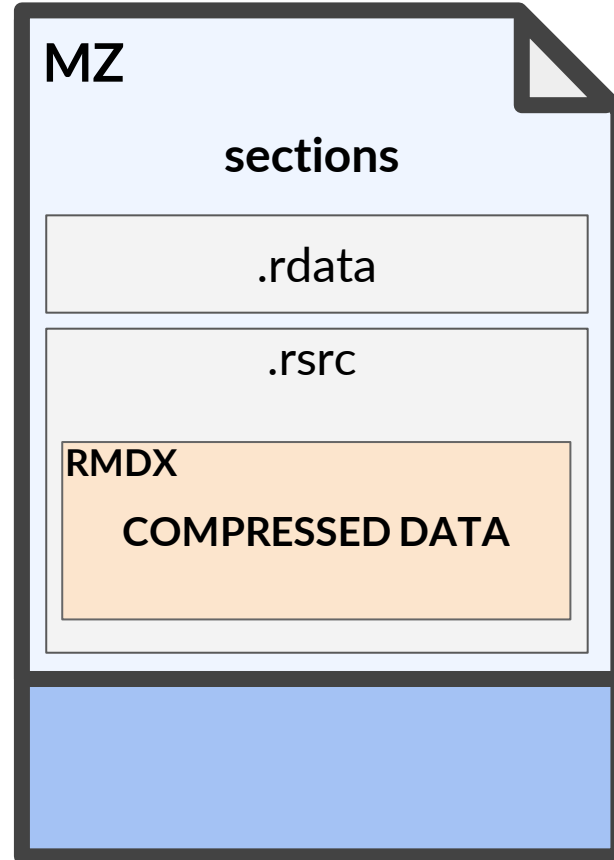 MZ
sections
.rdata
.rsrc
RMDX
COMPRESSED DATA